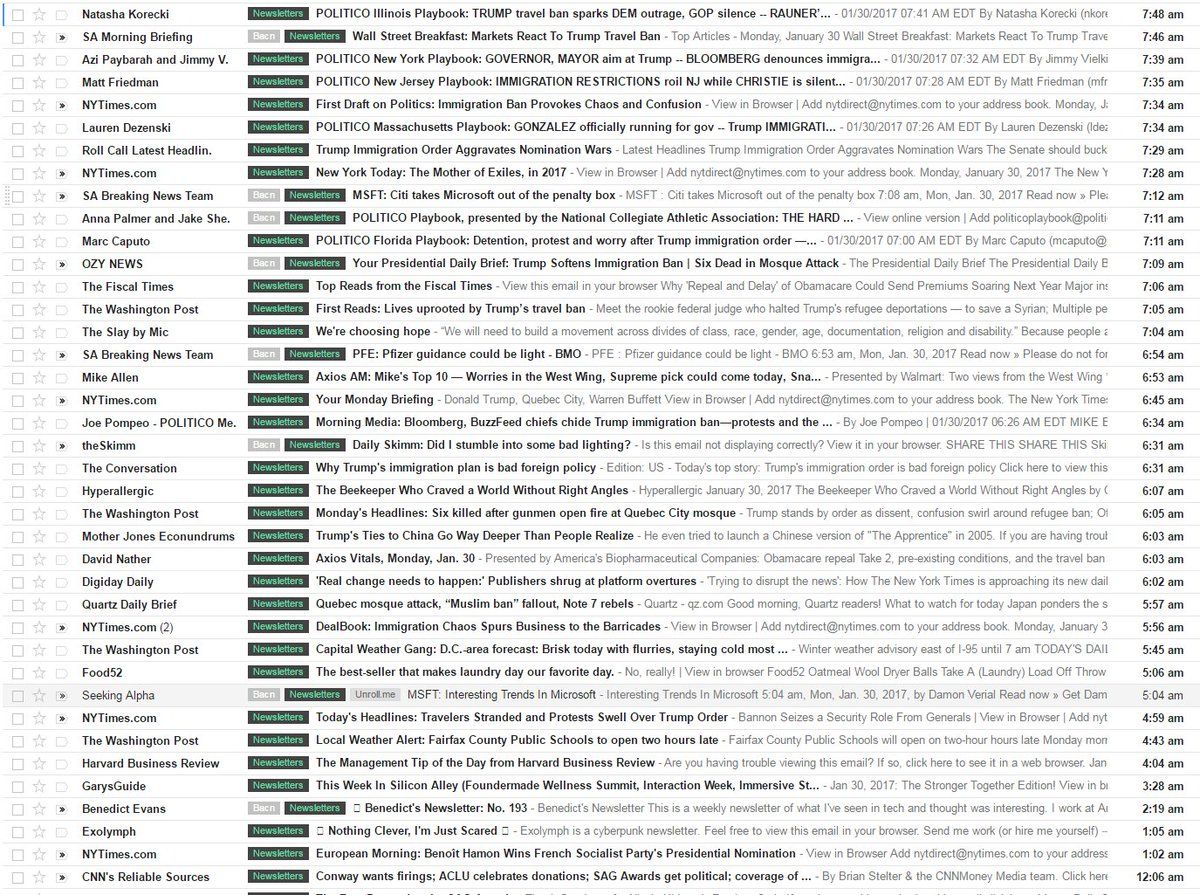 Natasha Korecki Newsletters POLITICO Illinois Playbook: TRUMP travel ban sparks DEM outrage, GOP silence -- RAUNER'... - 01/30/2017 07:41 AM EDT By Natasha Korecki (nkore 7:48 am
SA Morning Briefing Bacn Newsletters Wall Street Breakfast: Markets React To Trump Travel Ban - Top Articles - Monday, January 30 Wall Street Breakfast: Markets React To Trump Trave 7:46 am
Azi Paybarah and Jimmy V. Newsletters POLITICO New York Playbook: GOVERNOR, MAYOR aim at Trump -- BLOOMBERG denounces immigra... - 01/30/2017 07:32 AM EDT By Jimmy Vielki 7:39 am
Matt Friedman Newsletters POLITICO New Jersey Playbook: IMMIGRATION RESTRICTIONS roil NJ while CHRISTIE is silent... - 01/30/2017 07:28 AM EDT By Matt Friedman (mfr 7:35 am
NYTimes.com Newsletters First Draft on Politics: Immigration Ban Provokes Chaos and Confusion - View in Browser | Add nytdirect@nytimes.com to your address book. Monday, Ja 7:34 am
Lauren Dezenski Newsletters POLITICO Massachusetts Playbook: GONZALEZ officially running for gov -- Trump IMMIGRATI... - 01/30/2017 07:26 AM EDT By Lauren Dezenski (ldez 7:34 am
Roll Call Latest Headlin. Newsletters Trump Immigration Order Aggravates Nomination Wars - Latest Headlines Trump Immigration Order Aggravates Nomination Wars The Senate should buck 7:29 am
NYTimes.com Newsletters New York Today: The Mother of Exiles, in 2017 - View in Browser | Add nytdirect@nytimes.com to your address book. Monday, January 30, 2017 The New Y 7:28 am
SA Breaking News Team Bacn Newsletters MSFT: Citi takes Microsoft out of the penalty box - MSFT : Citi takes Microsoft out of the penalty box 7:08 am, Mon, Jan. 30, 2017 Read now » Plea 7:12 am
Anna Palmer and Jake She. Bacn Newsletters POLITICO Playbook, presented by the National Collegiate Athletic Association: THE HARD ... - View online version | Add politicoplaybook@politi 7:11 am
Marc Caputo Newsletters POLITICO Florida Playbook: Detention, protest and worry after Trump immigration order —... - 01/30/2017 07:00 AM EDT By Marc Caputo (mcaputo@ 7:11 am
OZY NEWS Bacn Newsletters Your Presidential Daily Brief: Trump Softens Immigration Ban | Six Dead in Mosque Attack - The Presidential Daily Brief The Presidential Daily B 7:09 am
The Fiscal Times Newsletters Top Reads from the Fiscal Times - View this email in your browser Why 'Repeal and Delay' of Obamacare Could Send Premiums Soaring Next Year Major ins 7:06 am
The Washington Post Newsletters First Reads: Lives uprooted by Trump's travel ban - Meet the rookie federal judge who halted Trump's refugee deportations — to save a Syrian; Multiple pe 7:05 am
The Slay by Mic Newsletters We're choosing hope - “We will need to build a movement across divides of class, race, gender, age, documentation, religion and disability.” Because people a 7:04 am
SA Breaking News Team Bacn Newsletters PFE: Pfizer guidance could be light - BMO - PFE : Pfizer guidance could be light - BMO 6:53 am, Mon, Jan. 30, 2017 Read now » Please do not for 6:54 am
Mike Allen Newsletters Axios AM: Mike's Top 10 — Worries in the West Wing, Supreme pick could come today, Sna... - Presented by Walmart: Two views from the West Wing 6:53 am
NYTimes.com Newsletters Your Monday Briefing - Donald Trump, Quebec City, Warren Buffett View in Browser | Add nytdirect@nytimes.com to your address book. The New York Times 6:45 am
Joe Pompeo - POLITICO Me. Newsletters Morning Media: Bloomberg, BuzzFeed chiefs chide Trump immigration ban—protests and the ... - By Joe Pompeo | 01/30/2017 06:26 AM EDT MIKE B 6:34 am
theSkimm Bacn Newsletters Daily Skimm: Did I stumble into some bad lighting? - Is this email not displaying correctly? View it in your browser. SHARE THIS SHARE THIS Ski 6:31 am
The Conversation Newsletters Why Trump's immigration plan is bad foreign policy - Edition: US - Today's top story: Trump's immigration order is bad foreign policy Click here to view this 6:31 am
Hyperallergic Newsletters The Beekeeper Who Craved a World Without Right Angles - Hyperallergic January 30, 2017 The Beekeeper Who Craved a World Without Right Angles by C 6:07 am
The Washington Post Newsletters Monday's Headlines: Six killed after gunmen open fire at Quebec City mosque - Trump stands by order as dissent, confusion swirl around refugee ban; Of 6:05 am
Mother Jones Econundrums Newsletters Trump's Ties to China Go Way Deeper Than People Realize - He even tried to launch a Chinese version of "The Apprentice" in 2005. If you are having troub 6:03 am
David Nather Newsletters Axios Vitals, Monday, Jan. 30 - Presented by America's Biopharmaceutical Companies: Obamacare repeal Take 2, pre-existing conditions, and the travel ban 6:03 am
Digiday Daily Newsletters 'Real change needs to happen:' Publishers shrug at platform overtures - 'Trying to disrupt the news': How The New York Times is approaching its new dail 6:02 am
Quartz Daily Brief Newsletters Quebec mosque attack, “Muslim ban” fallout, Note 7 rebels - Quartz - qz.com Good morning, Quartz readers! What to watch for today Japan ponders the s 5:57 am
NYTimes.com (2) Newsletters DealBook: Immigration Chaos Spurs Business to the Barricades - View in Browser | Add nytdirect@nytimes.com to your address book. Monday, January 3 5:56 am
The Washington Post Newsletters Capital Weather Gang: D.C.-area forecast: Brisk today with flurries, staying cold most ... - Winter weather advisory east of I-95 until 7 am TODAY'S DAIL 5:45 am
Food52 Newsletters The best-seller that makes laundry day our favorite day. - No, really! | View in browser Food52 Oatmeal Wool Dryer Balls Take A (Laundry) Load Off Throw 5:06 am
Seeking Alpha Bacn Newsletters Unroll.me MSFT: Interesting Trends In Microsoft - Interesting Trends In Microsoft 5:04 am, Mon, Jan. 30, 2017, by Damon Verial Read now » Get Dam 5:04 am
NYTimes.com Newsletters Today's Headlines: Travelers Stranded and Protests Swell Over Trump Order - Bannon Seizes a Security Role From Generals | View in Browser | Add nyt 4:59 am
The Washington Post Newsletters Local Weather Alert: Fairfax County Public Schools to open two hours late - Fairfax County Public Schools will open on two-hour hours late Monday morn 4:43 am
Harvard Business Review Newsletters The Management Tip of the Day from Harvard Business Review - Are you having trouble viewing this email? If so, click here to see it in a web browser. Jan 4:04 am
GarysGuide Newsletters This Week In Silicon Alley (Foundermade Wellness Summit, Interaction Week, Immersive St... - Jan 30, 2017: The Stronger Together Edition! View in br 3:28 am
Benedict Evans Bacn Newsletters Benedict's Newsletter: No. 193 - Benedict's Newsletter This is a weekly newsletter of what I've seen in tech and thought was interesting. I work at An 2:19 am
Exolymph Newsletters Nothing Clever, I'm Just Scared - Exolymph is a cyberpunk newsletter. Feel free to view this email in your browser. Send me work (or hire me yourself) – 1:05 am
NYTimes.com Newsletters European Morning: Benoît Hamon Wins French Socialist Party's Presidential Nomination - View in Browser Add nytdirect@nytimes.com to your address book. 1:02 am
CNN's Reliable Sources Newsletters Conway wants firings; ACLU celebrates donations; SAG Awards get political; coverage of ... - By Brian Stelter & the CNNMoney Media team. Click here 12:06 am